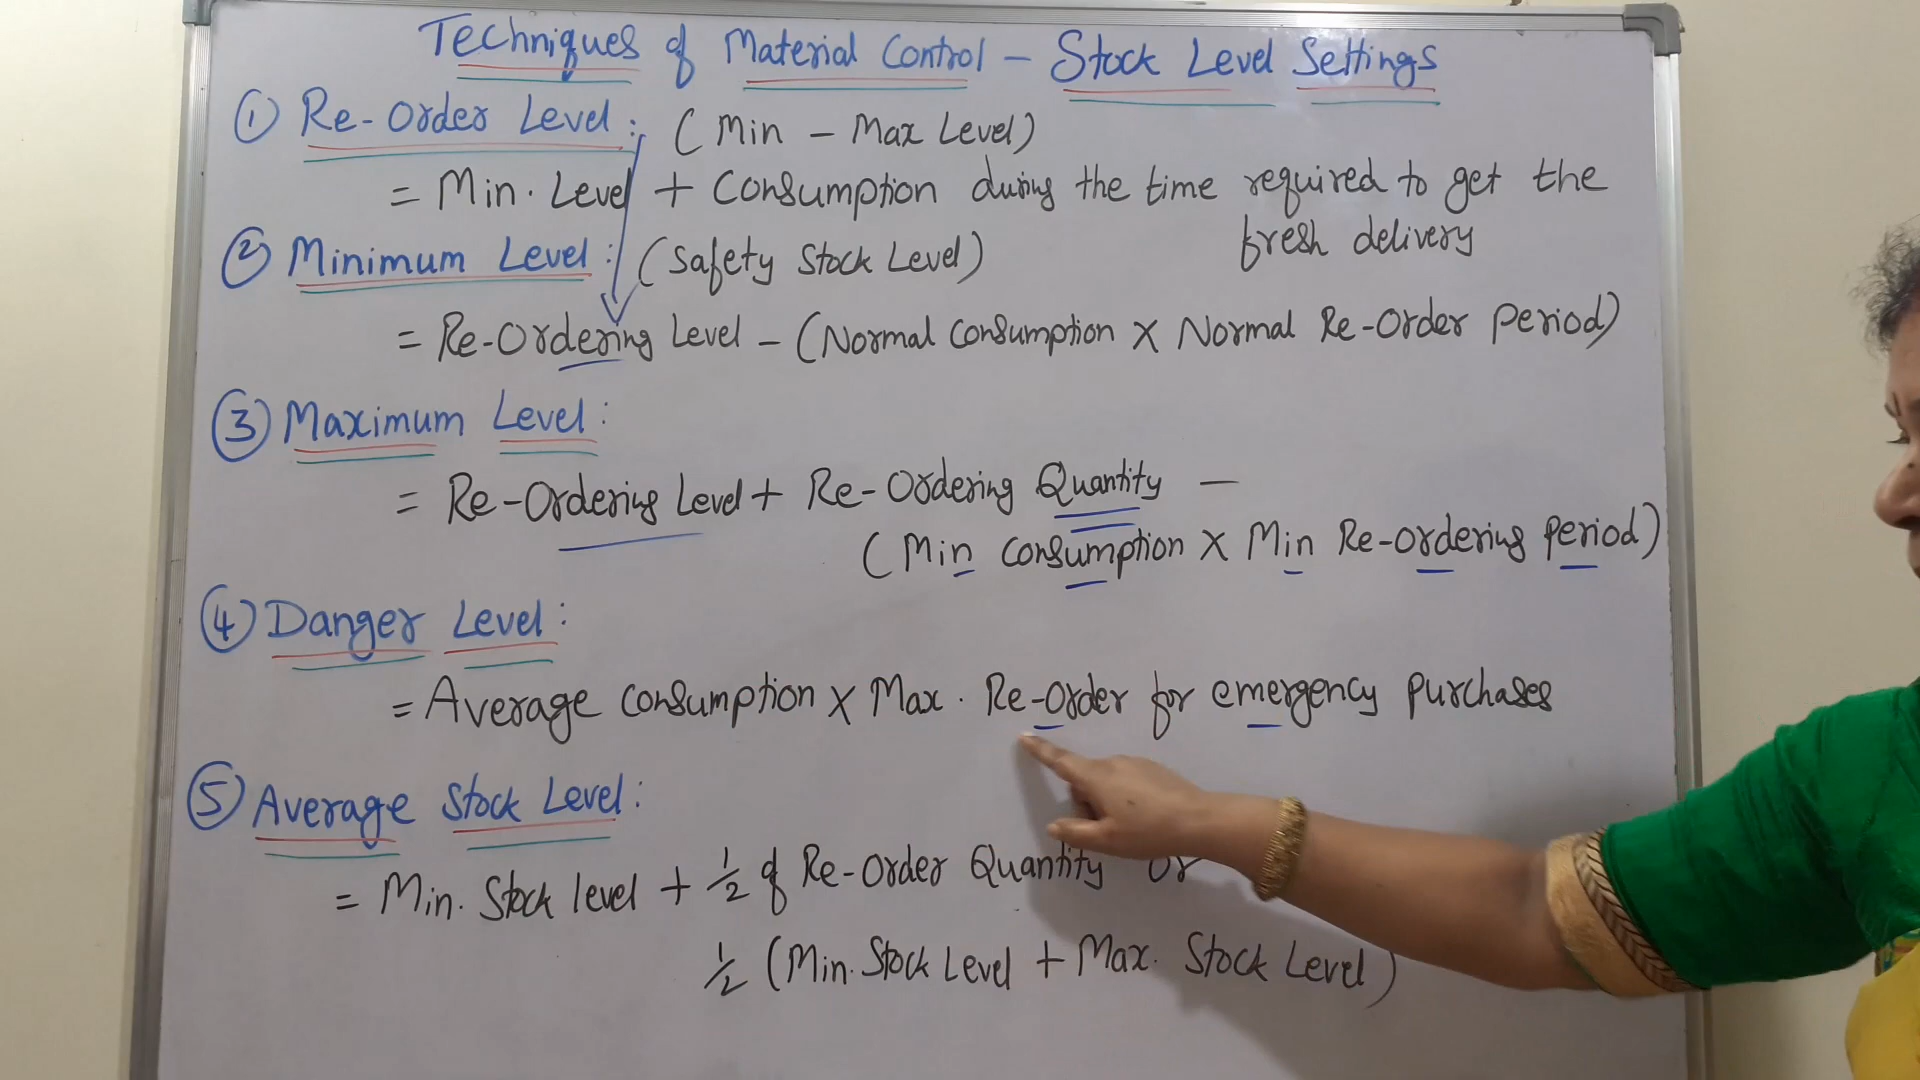 Techniques of Material Control - Stock Level Settings
① Re-Order Level: (Min - Max Level)
= Min. Level + Consumption during the time required to get the
fresh delivery
② Minimum Level: (Safety Stock Level)
= Re-Ordering Level - (Normal Consumption X Normal Re-Order Period)
③ Maximum Level:
= Re-Ordering Level + Re-Ordering Quantity -
(Min Consumption X Min Re-ordering period)
④ Danger Level:
= Average Consumption X Max. Re-Order for emergency purchases
⑤ Average Stock Level:
= Min. Stock level + 1/2 of Re-Order Quantity or
1/2 (Min. Stock Level + Max. Stock Level)